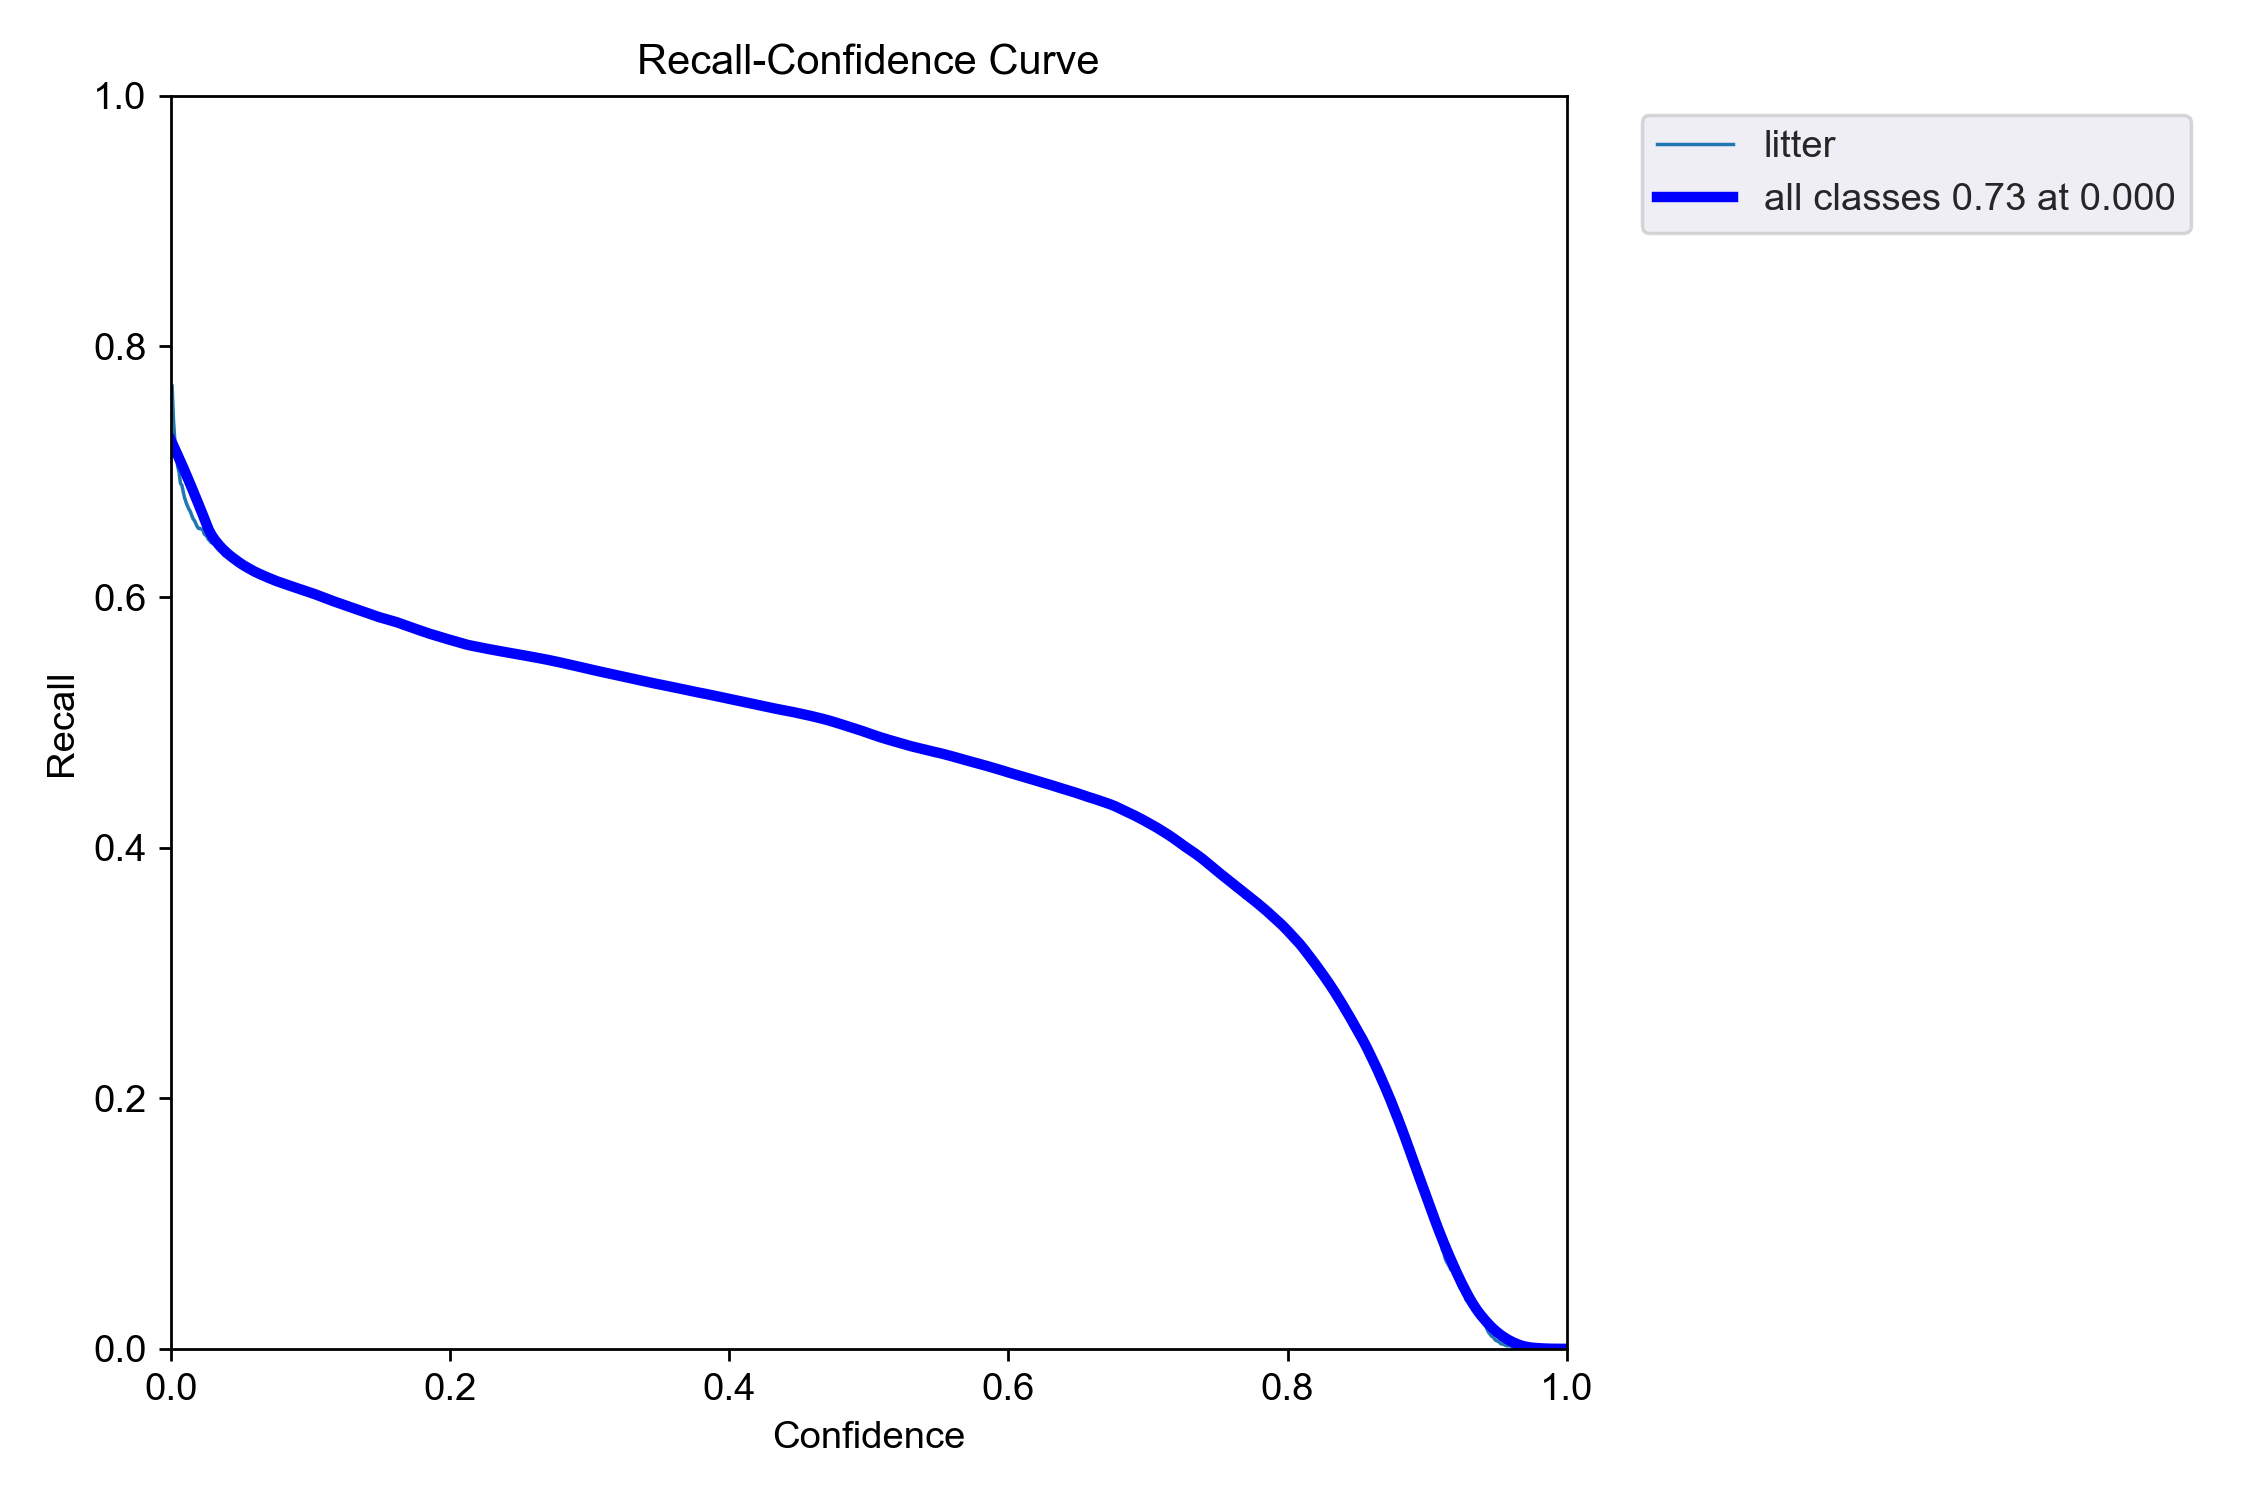 Recall-Confidence Curve
1.0
0.8
0.6
0.4
0.2
0.0
Recall
0.0 0.2 0.4 0.6 0.8 1.0
Confidence
litter
all classes 0.73 at 0.000